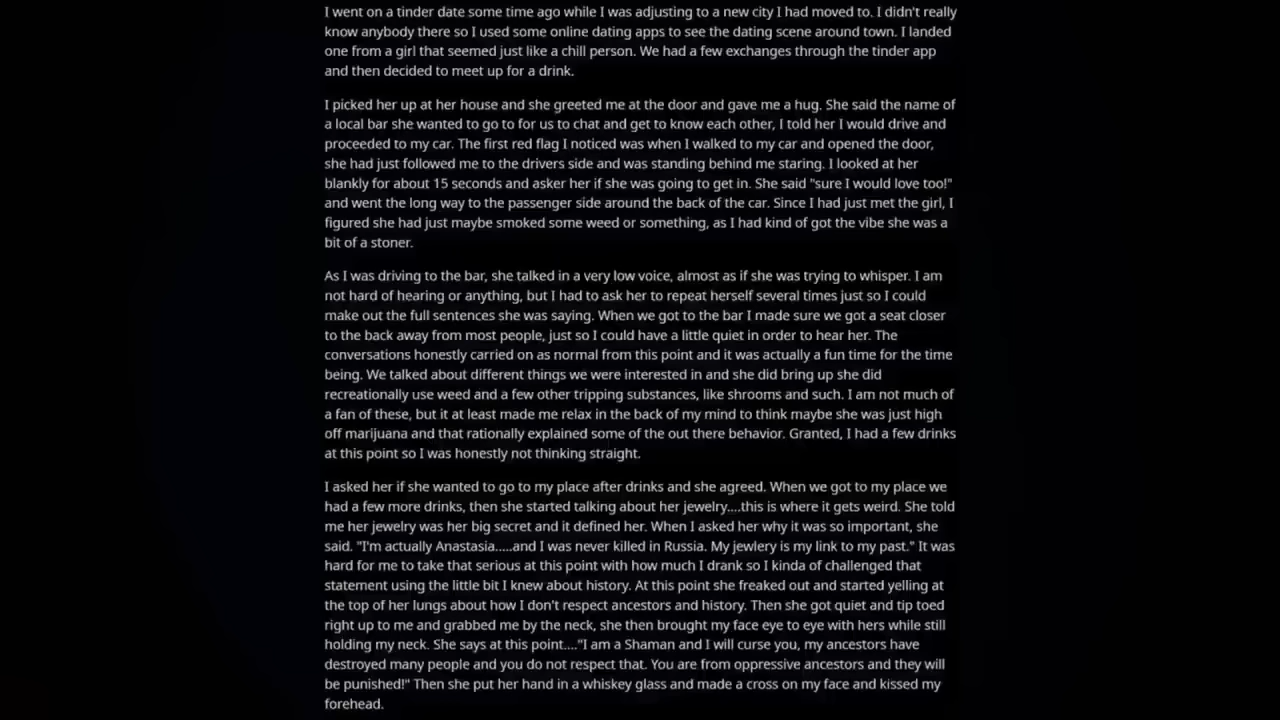 I went on a tinder date some time ago while I was adjusting to a new city I had moved to. I didn't really
know anybody there so I used some online dating apps to see the dating scene around town. I landed
one from a girl that seemed just like a chill person. We had a few exchanges through the tinder app
and then decided to meet up for a drink.
I picked her up at her house and she greeted me at the door and gave me a hug. She said the name of
a local bar she wanted to go to for us to chat and get to know each other, I told her I would drive and
proceeded to my car. The first red flag I noticed was when I walked to my car and opened the door,
she had just followed me to the drivers side and was standing behind me staring. I looked at her
blankly for about 15 seconds and asker her if she was going to get in. She said "sure I would love too!"
and went the long way to the passenger side around the back of the car. Since I had just met the girl, I
figured she had just maybe smoked some weed or something, as I had kind of got the vibe she was a
bit of a stoner.
As I was driving to the bar, she talked in a very low voice, almost as if she was trying to whisper. I am
not hard of hearing or anything, but I had to ask her to repeat herself several times just so I could
make out the full sentences she was saying. When we got to the bar I made sure we got a seat closer
to the back away from most people, just so I could have a little quiet in order to hear her. The
conversations honestly carried on as normal from this point and it was actually a fun time for the time
being. We talked about different things we were interested in and she did bring up she did
recreationally use weed and a few other tripping substances, like shrooms and such. I am not much of
a fan of these, but it at least made me relax in the back of my mind to think maybe she was just high
off marijuana and that rationally explained some of the out there behavior. Granted, I had a few drinks
at this point so I was honestly not thinking straight.
I asked her if she wanted to go to my place after drinks and she agreed. When we got to my place we
had a few more drinks, then she started talking about her jewelry....this is where it gets weird. She told
me her jewelry was her big secret and it defined her. When I asked her why it was so important, she
said. "I'm actually Anastasia.....and I was never killed in Russia. My jewlery is my link to my past." It was
hard for me to take that serious at this point with how much I drank so I kinda of challenged that
statement using the little bit I knew about history. At this point she freaked out and started yelling at
the top of her lungs about how I don't respect ancestors and history. Then she got quiet and tip toed
right up to me and grabbed me by the neck, she then brought my face eye to eye with hers while still
holding my neck. She says at this point...."I am a Shaman and I will curse you, my ancestors have
destroyed many people and you do not respect that. You are from oppressive ancestors and they will
be punished!" Then she put her hand in a whiskey glass and made a cross on my face and kissed my
forehead.